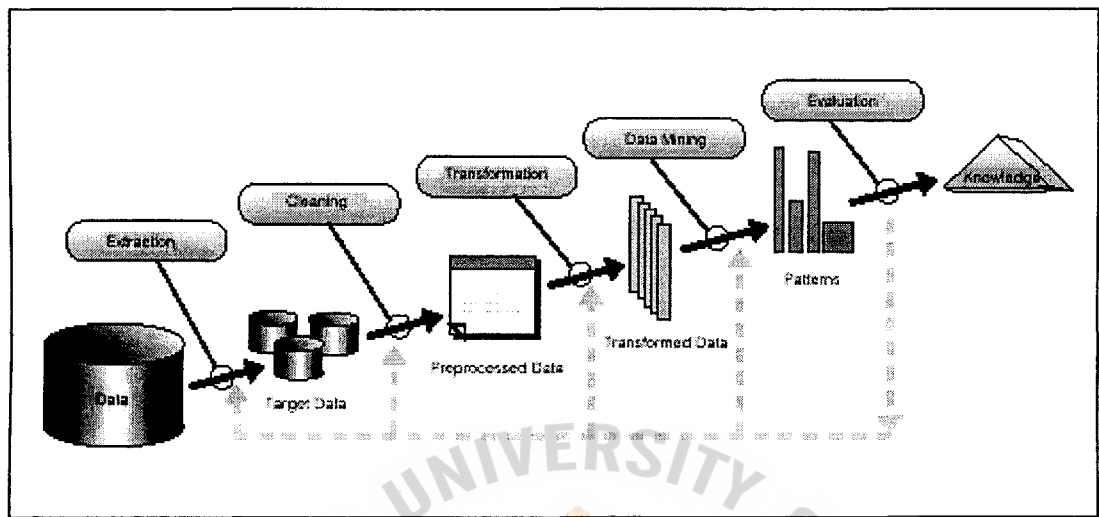 Evaluation
Data Mining
Transformation
Cleaning
Extraction
Knowledge
Patterns
Transformed Data
Preprocessed Data
Target Data
Data
UNIVERSITY